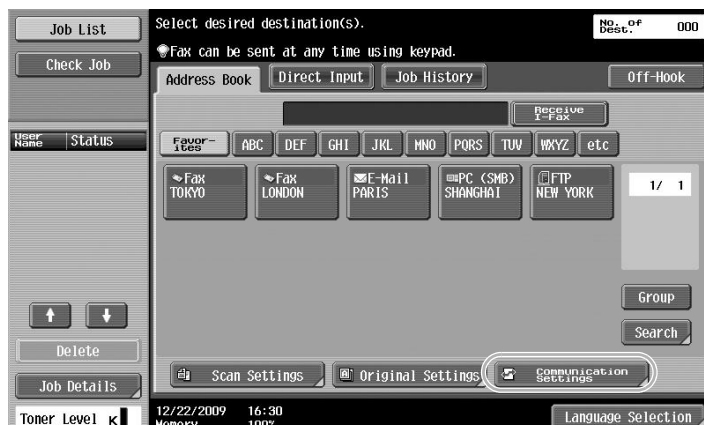 Job List
Check Job
User Name Status
Delete
Job Details
Toner Level K
Select desired destination(s).
No. of Dest. 000
Fax can be sent at any time using keypad.
Address Book Direct Input Job History Off-Hook
Receive I-Fax
Favor-ites ABC DEF GHI JKL MNO PQRS TUV WXYZ etc
Fax TOKYO
Fax LONDON
E-Mail PARIS
PC (SMB) SHANGHAI
FTP NEW YORK
1/ 1
Group
Search
Scan Settings Original Settings Communication Settings
12/22/2009 16:30
Memory 100%
Language Selection